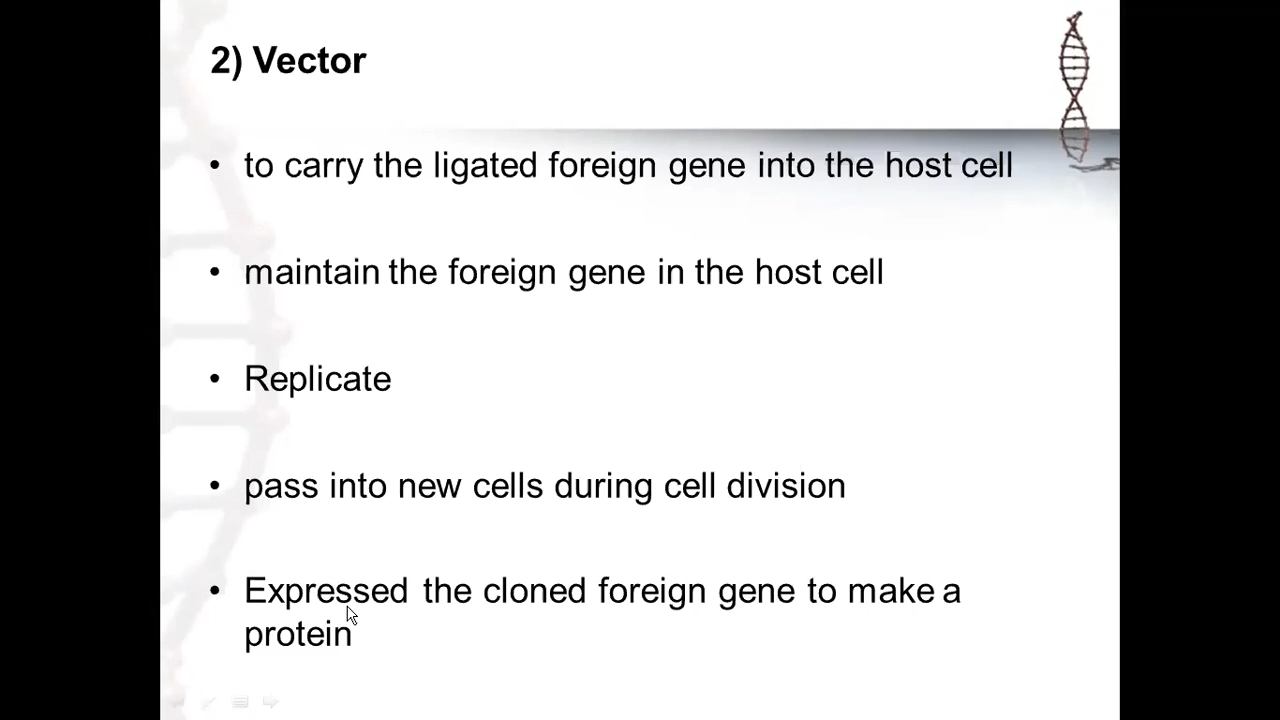 2) Vector
• to carry the ligated foreign gene into the host cell
• maintain the foreign gene in the host cell
• Replicate
• pass into new cells during cell division
• Expressed the cloned foreign gene to make a
protein